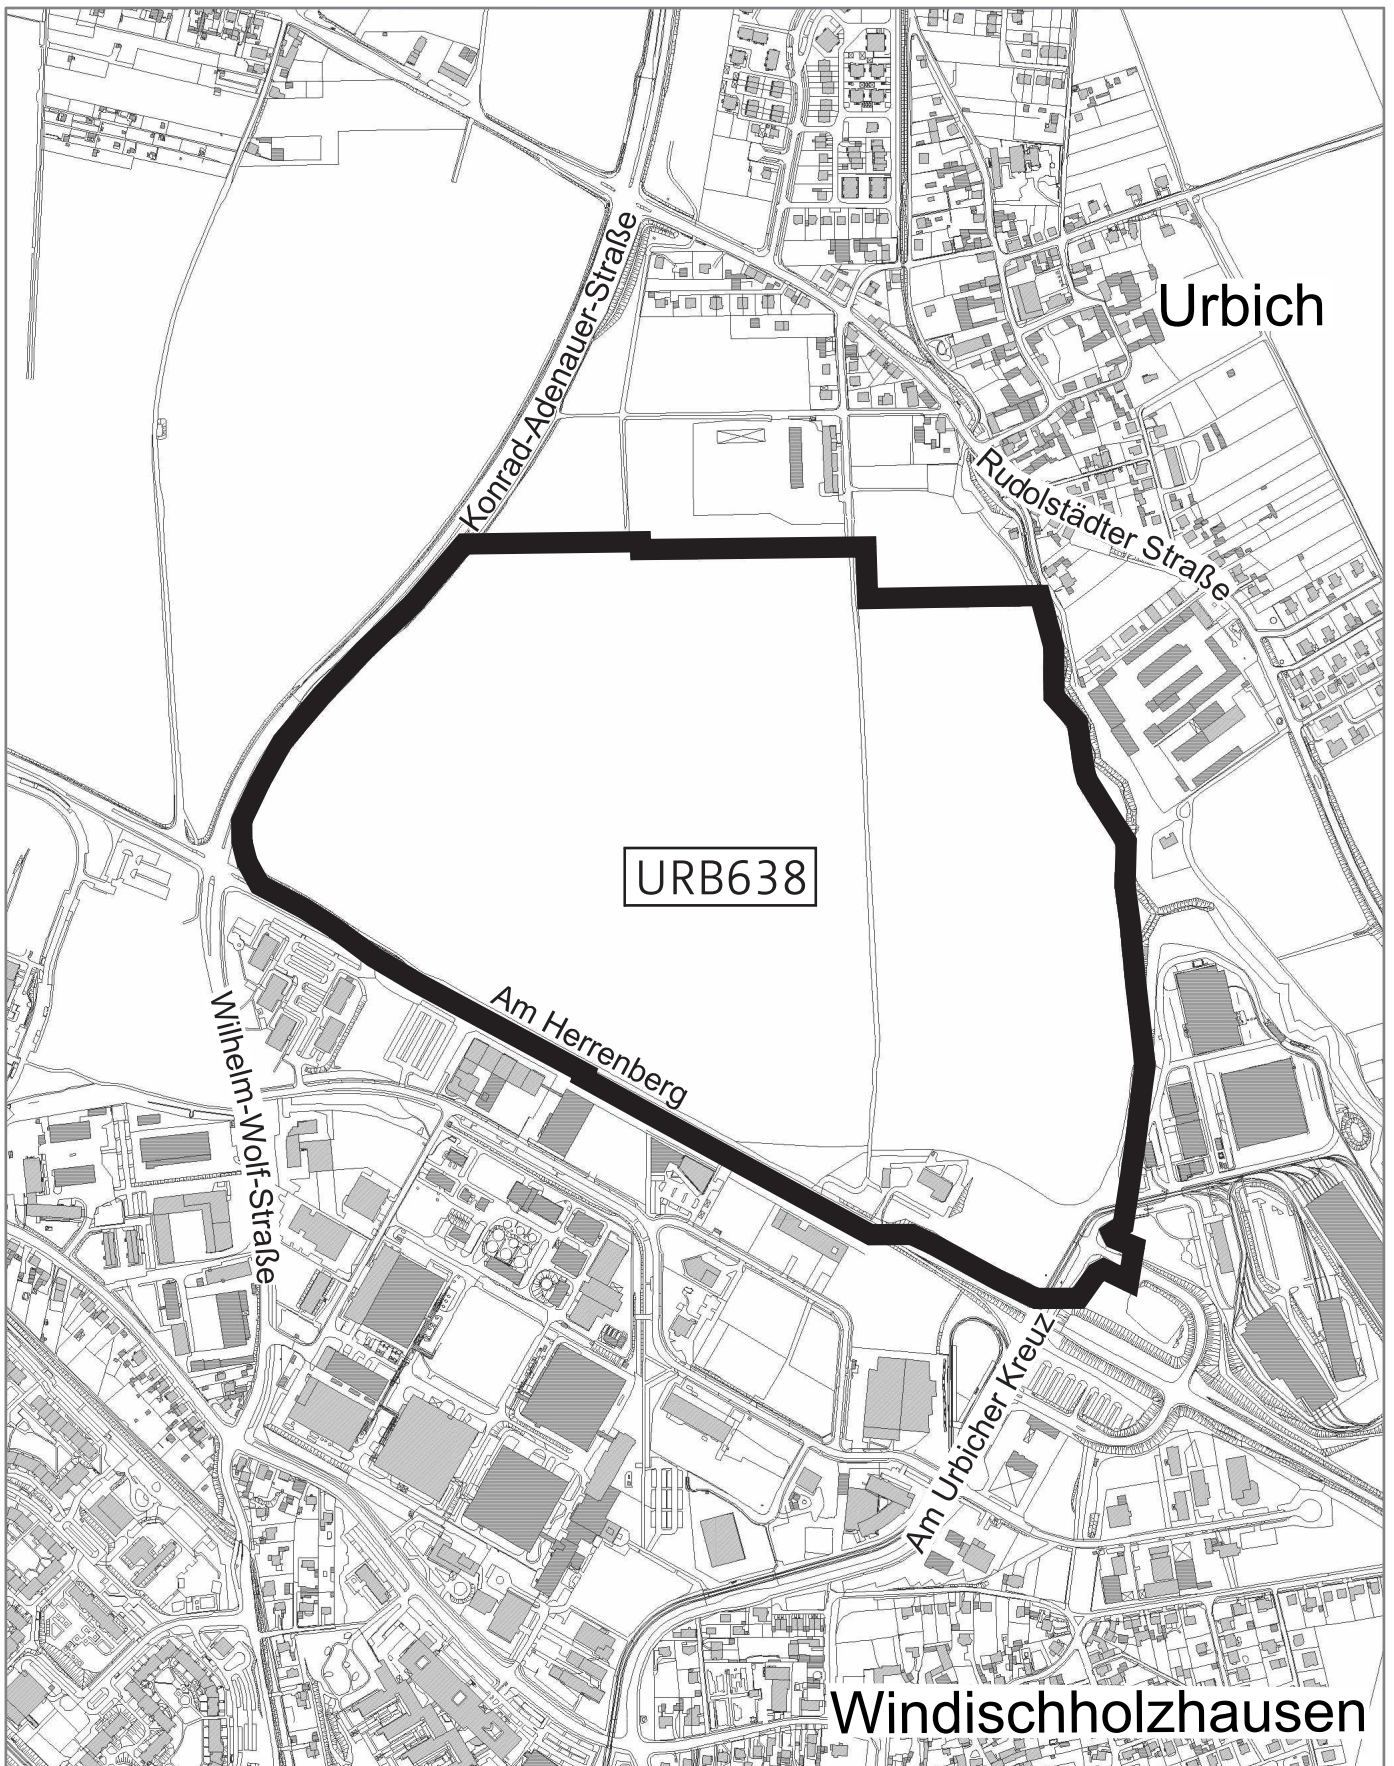 Urbich
Konrad-Adenauer-Straße
Rudolstädter Straße
URB638
Am Herrenberg
Wilhelm-Wolf-Straße
Am Urbicher Kreuz
Windischholzhausen